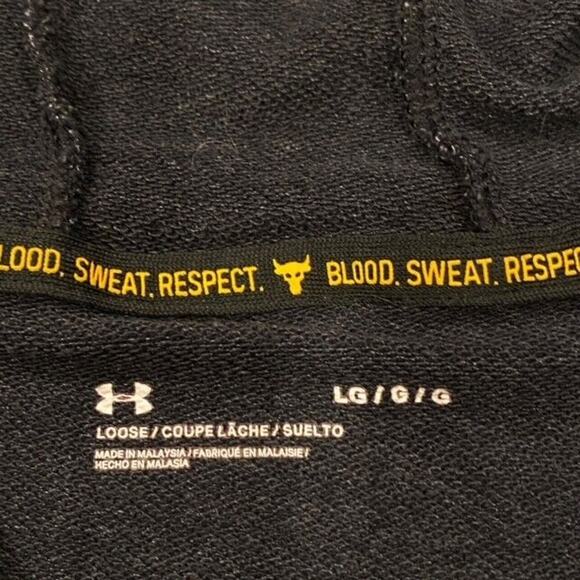 LOOD. SWEAT. RESPECT. BLOOD. SWEAT. RESPEC
LG / G / G
LOOSE / COUPE LÂCHE / SUELTO
MADE IN MALAYSIA / FABRIQUÉ EN MALAISIE /
HECHO EN MALASIA